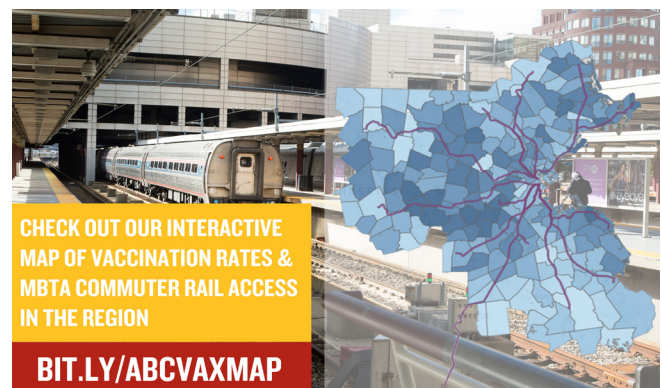 CHECK OUT OUR INTERACTIVE
MAP OF VACCINATION RATES &
MBTA COMMUTER RAIL ACCESS
IN THE REGION
BIT.LY/ABCVAXMAP